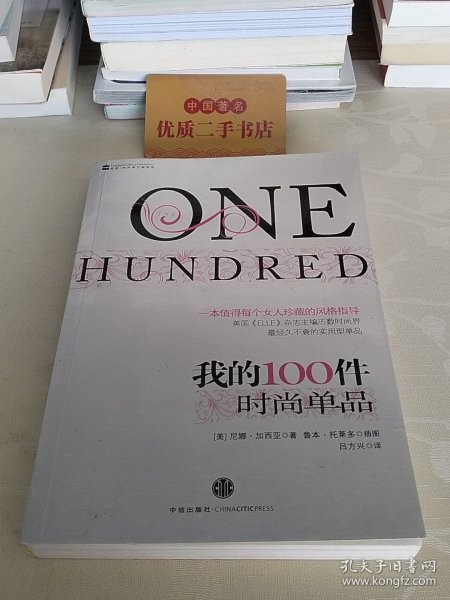 中国著名
优质二手书店
THE
ONE
HUNDRED
一本值得每个女人珍藏的风格指导
美国《ELLE》杂志主编历数时尚界
最经久不衰的实用型单品
我的100件
时尚单品
[美]尼娜·加西亚◎著 鲁本·托莱多◎插图
吕方兴◎译
中信出版社·CHINACITICPRESS
孔夫子旧书网
www.kongfz.com